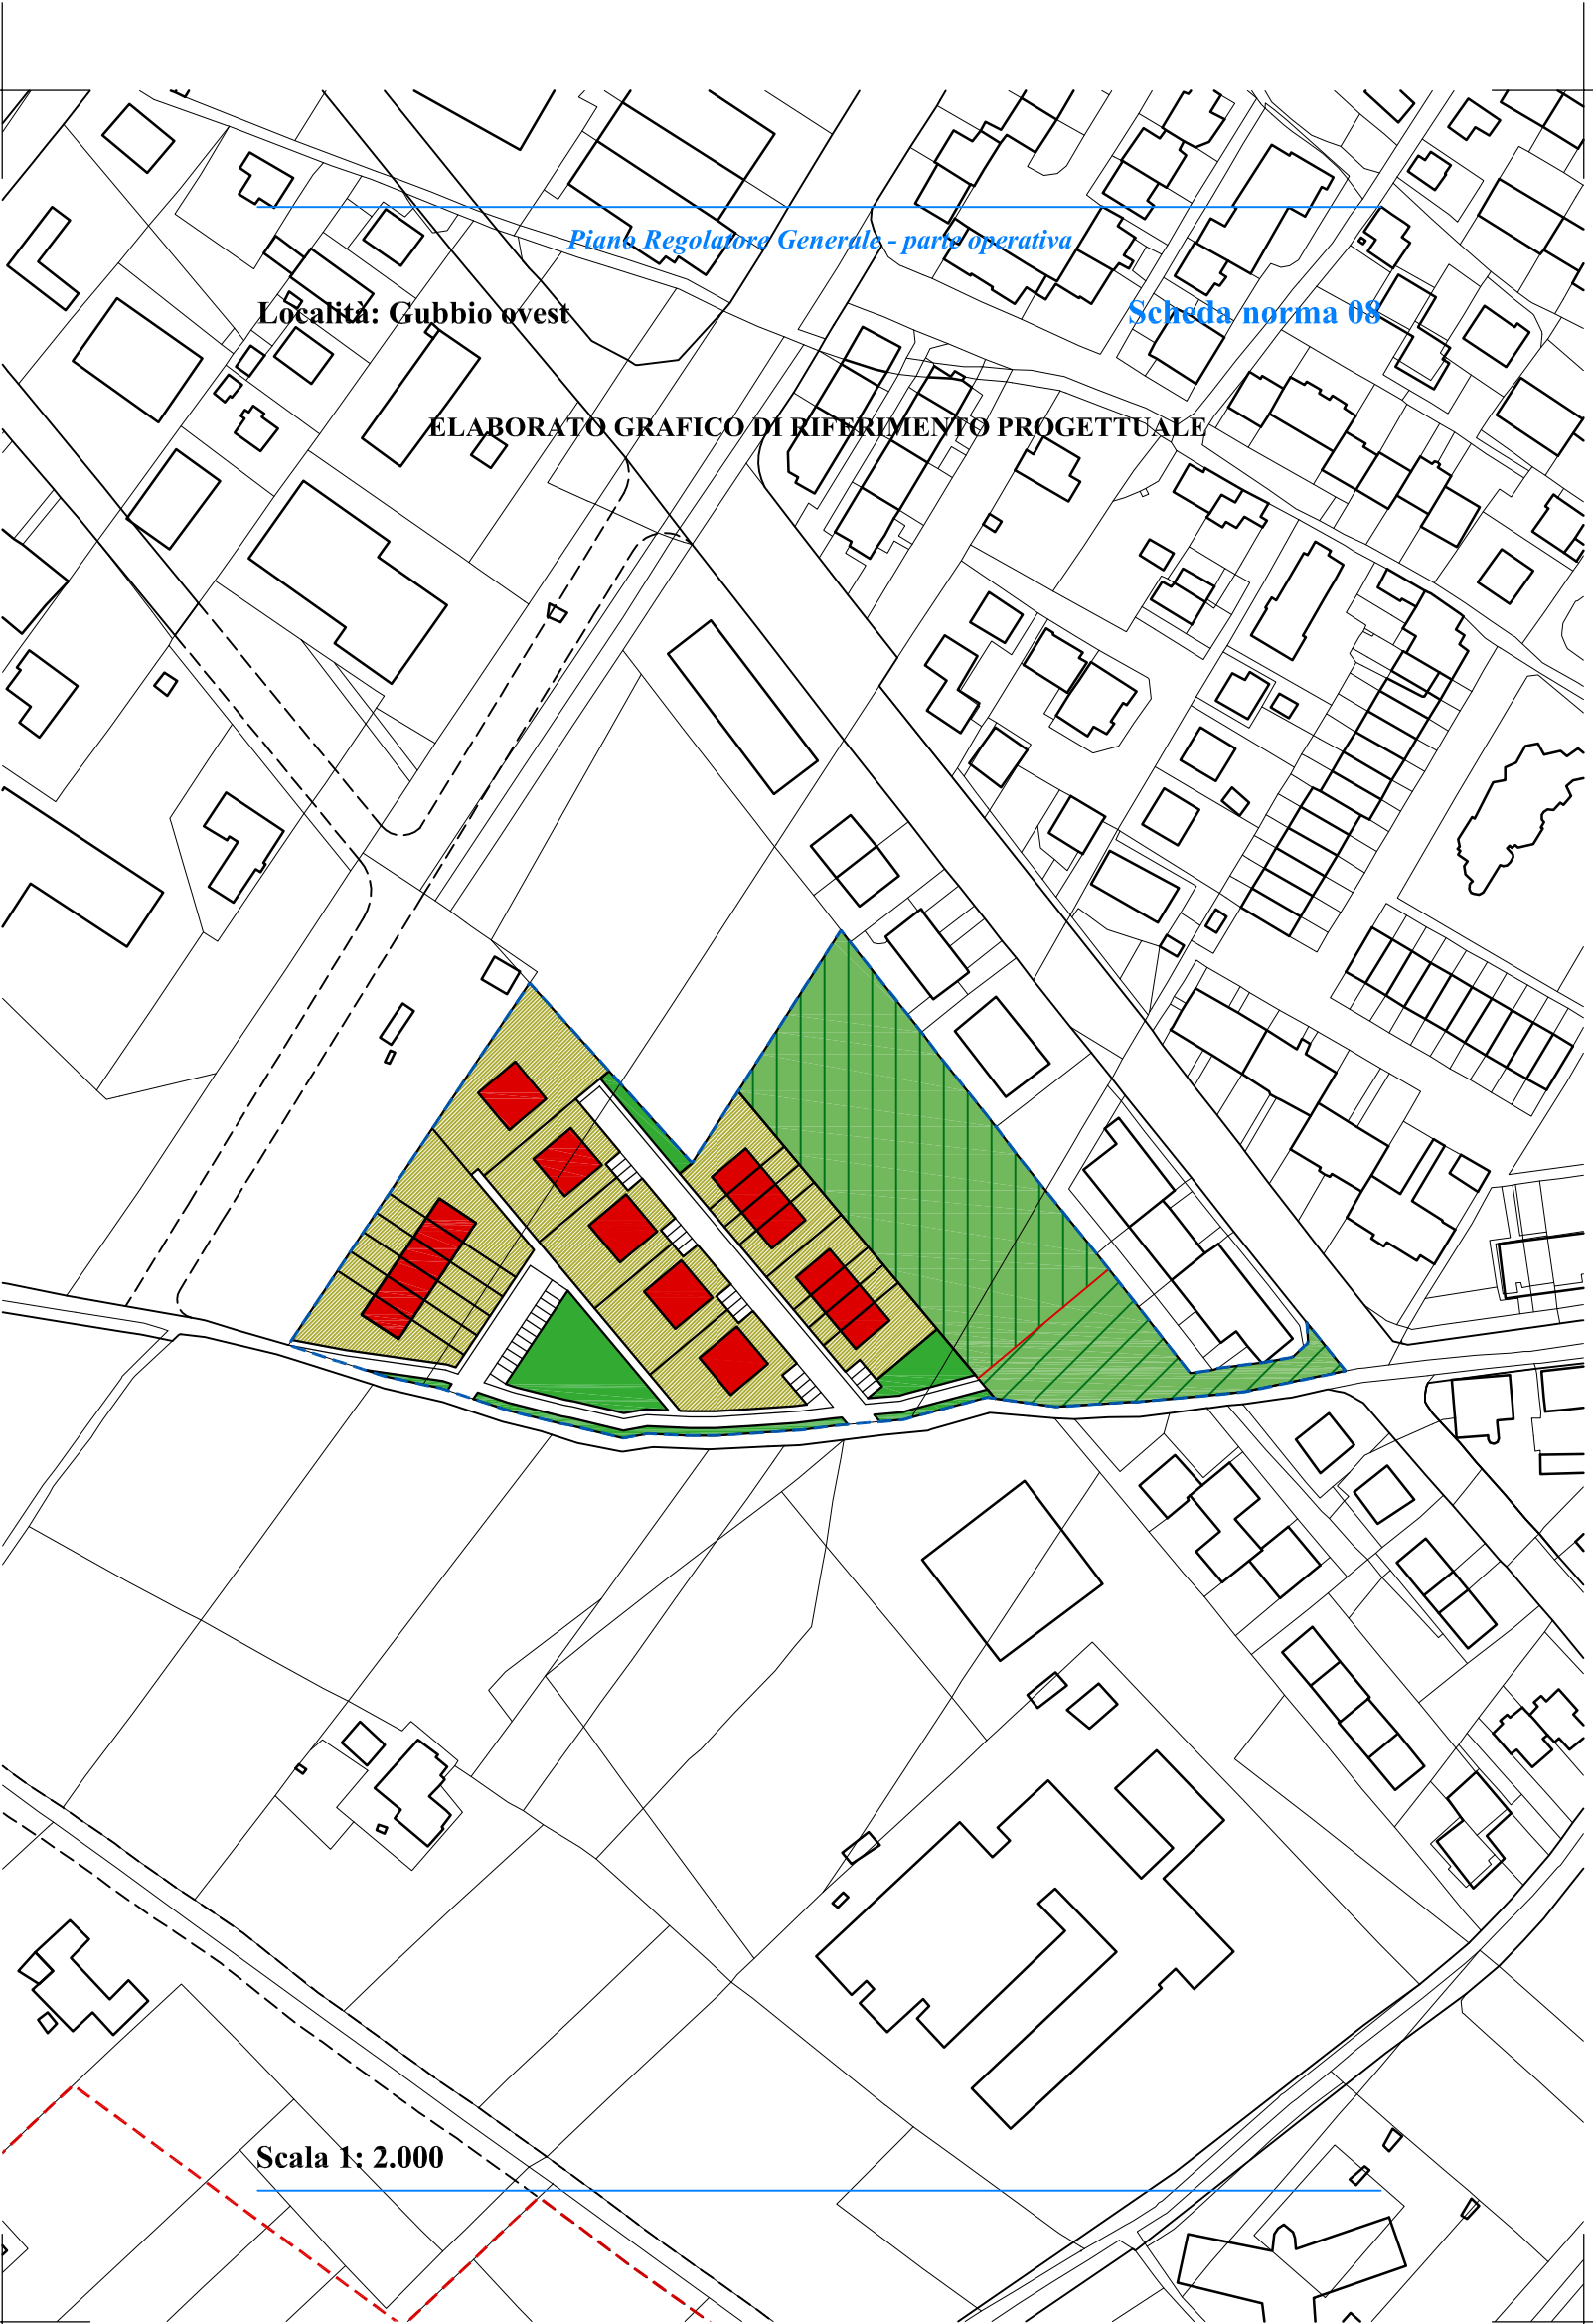 Piano Regolatore Generale - parte operativa
Località: Gubbio ovest
Scheda norma 08
ELABORATO GRAFICO DI RIFERIMENTO PROGETTUALE
Scala 1: 2.000